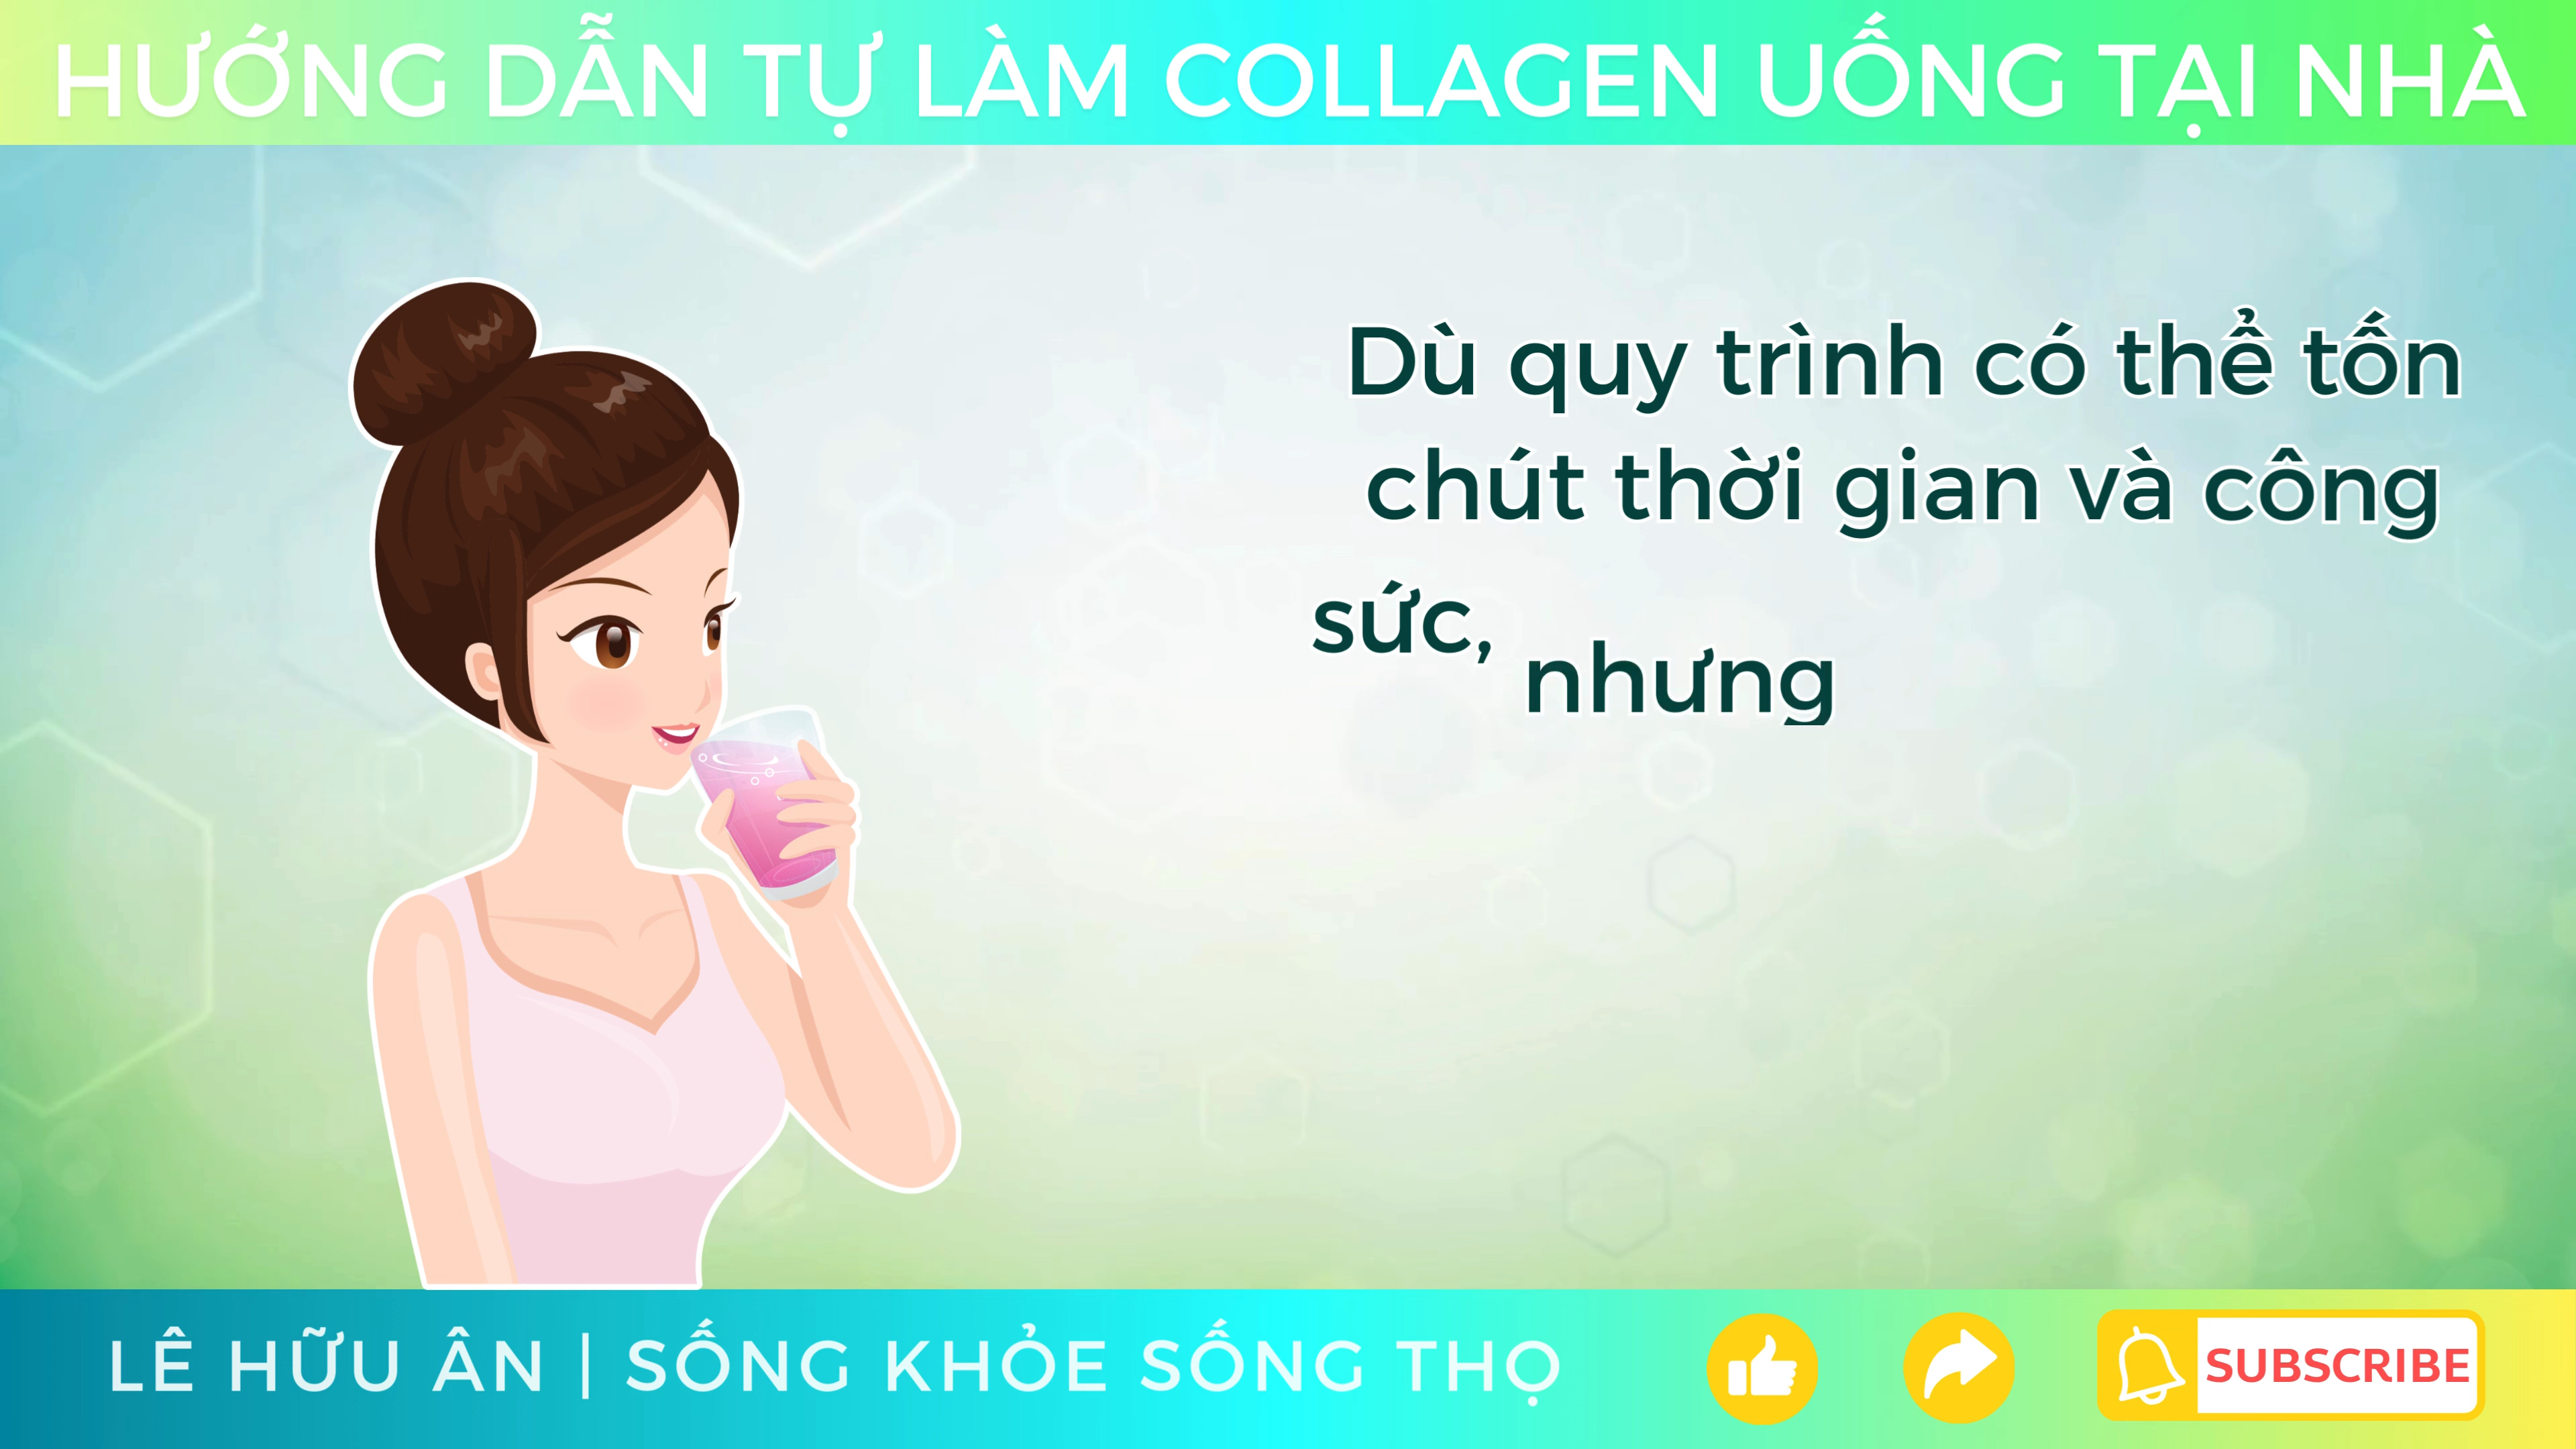 HƯỚNG DẪN TỰ LÀM COLLAGEN UỐNG TẠI NHÀ
Dù quy trình có thể tốn
chút thời gian và công
sức, nhưng
LÊ HỮU ÂN | SỐNG KHỎE SỐNG THỌ
SUBSCRIBE